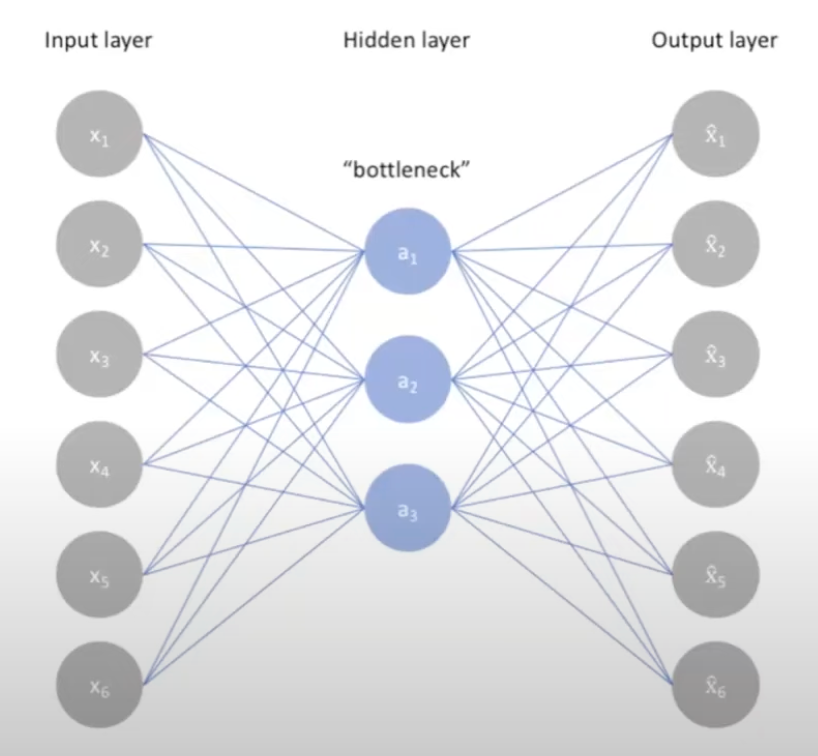 Input layer
Hidden layer
Output layer
“bottleneck”
x₁
x₂
x₃
x₄
x₅
x₆
a₁
a₂
a₃
x̂₁
x̂₂
x̂₃
x̂₄
x̂₅
x̂₆